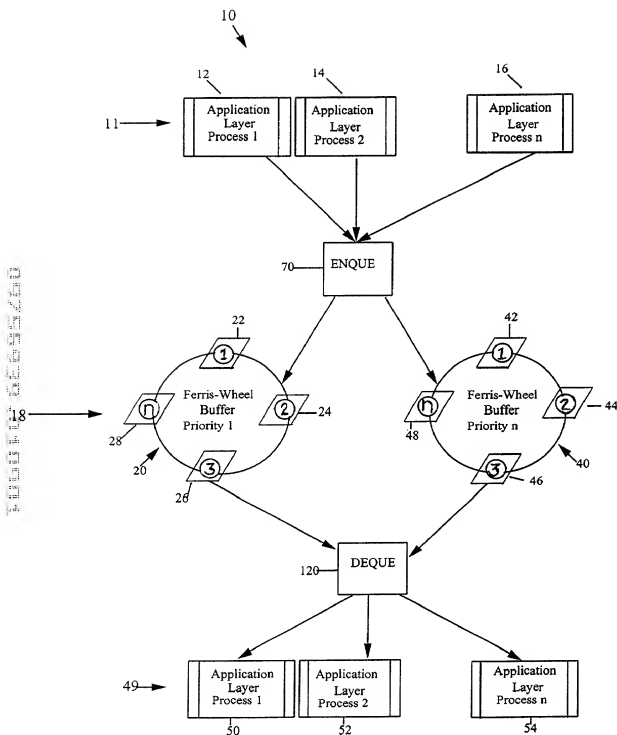 10
12
14
16
11
Application
Layer
Process 1
Application
Layer
Process 2
Application
Layer
Process n
70
ENQUE
22
42
1
1
18
28
n
Ferris-Wheel
Buffer
Priority 1
2
24
48
n
Ferris-Wheel
Buffer
Priority n
2
44
20
26
3
3
46
40
120
DEQUE
49
Application
Layer
Process 1
Application
Layer
Process 2
Application
Layer
Process n
50
52
54